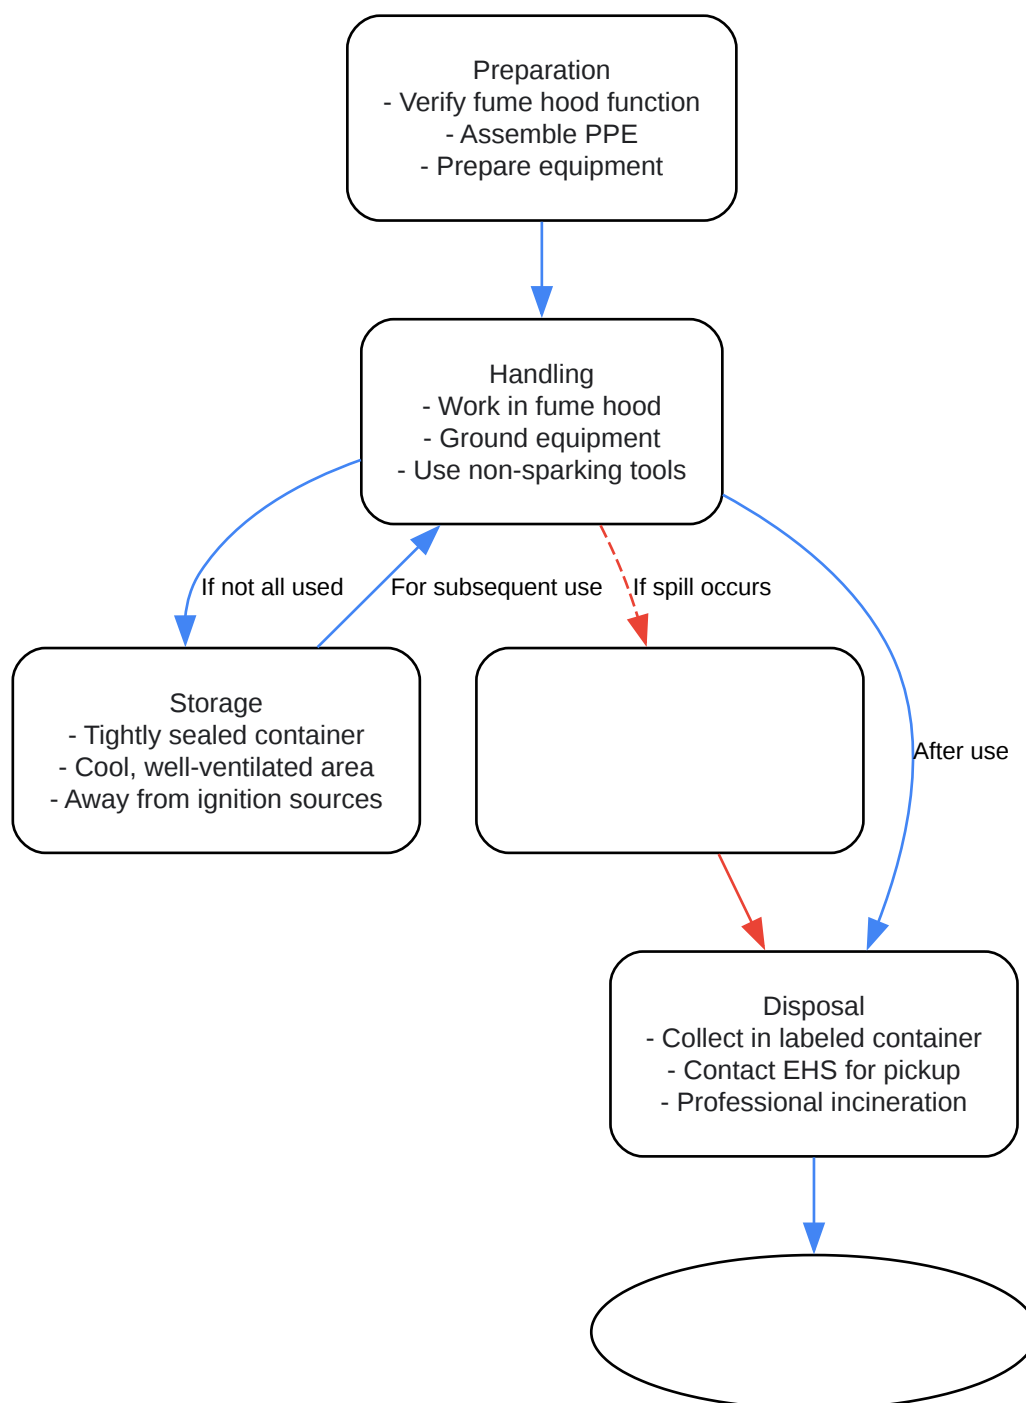 Preparation
- Verify fume hood function
- Assemble PPE
- Prepare equipment
Handling
- Work in fume hood
- Ground equipment
- Use non-sparking tools
If not all used
For subsequent use
If spill occurs
Storage
- Tightly sealed container
- Cool, well-ventilated area
- Away from ignition sources
After use
Disposal
- Collect in labeled container
- Contact EHS for pickup
- Professional incineration